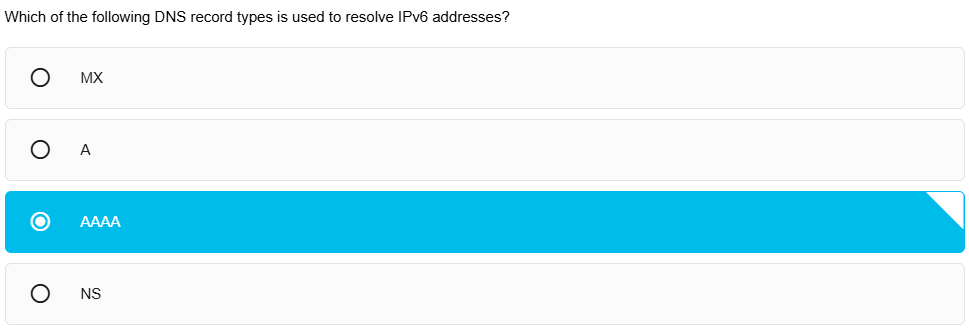 Which of the following DNS record types is used to resolve IPv6 addresses?
MX
A
AAAA
NS